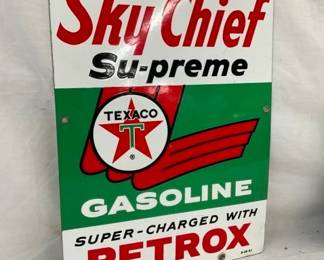 Sky Chief
Su-preme
TEXACO
T
®
GASOLINE
SUPER-CHARGED WITH
PETROX